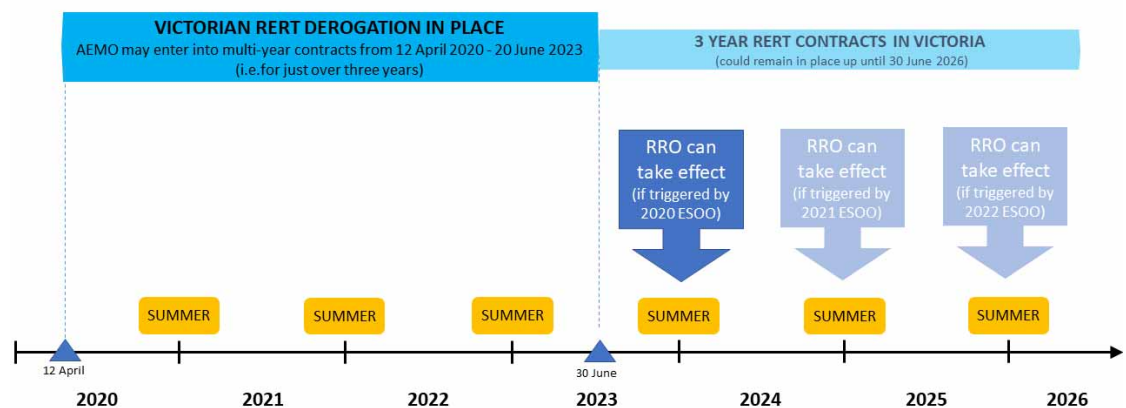 VICTORIAN RERT DEROGATION IN PLACE
AEMO may enter into multi-year contracts from 12 April 2020 - 20 June 2023
(i.e.for just over three years)
3 YEAR RERT CONTRACTS IN VICTORIA
(could remain in place up until 30 June 2026)
RRO can
take effect
(if triggered by
2020 ESOO)
RRO can
take effect
(if triggered by
2021 ESOO)
RRO can
take effect
(if triggered by
2022 ESOO)
SUMMER
SUMMER
SUMMER
SUMMER
SUMMER
SUMMER
12 April
30 June
2020
2021
2022
2023
2024
2025
2026